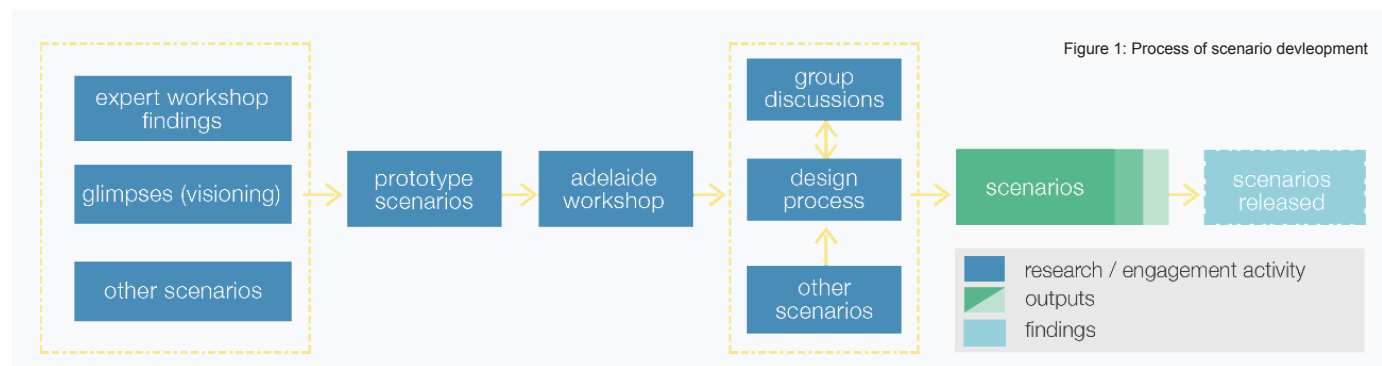 Figure 1: Process of scenario devleopment
expert workshop
findings
glimpses (visioning)
other scenarios
prototype
scenarios
adelaide
workshop
group
discussions
design
process
other
scenarios
scenarios
scenarios
released
research / engagement activity
outputs
findings